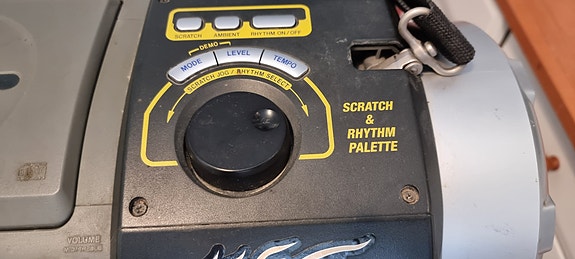 SCRATCH AMBIENT RHYTHM ON / OFF
DEMO
MODE LEVEL TEMPO
SCRATCH JOG / RHYTHM SELECT
SCRATCH
&
RHYTHM
PALETTE
VOLUME